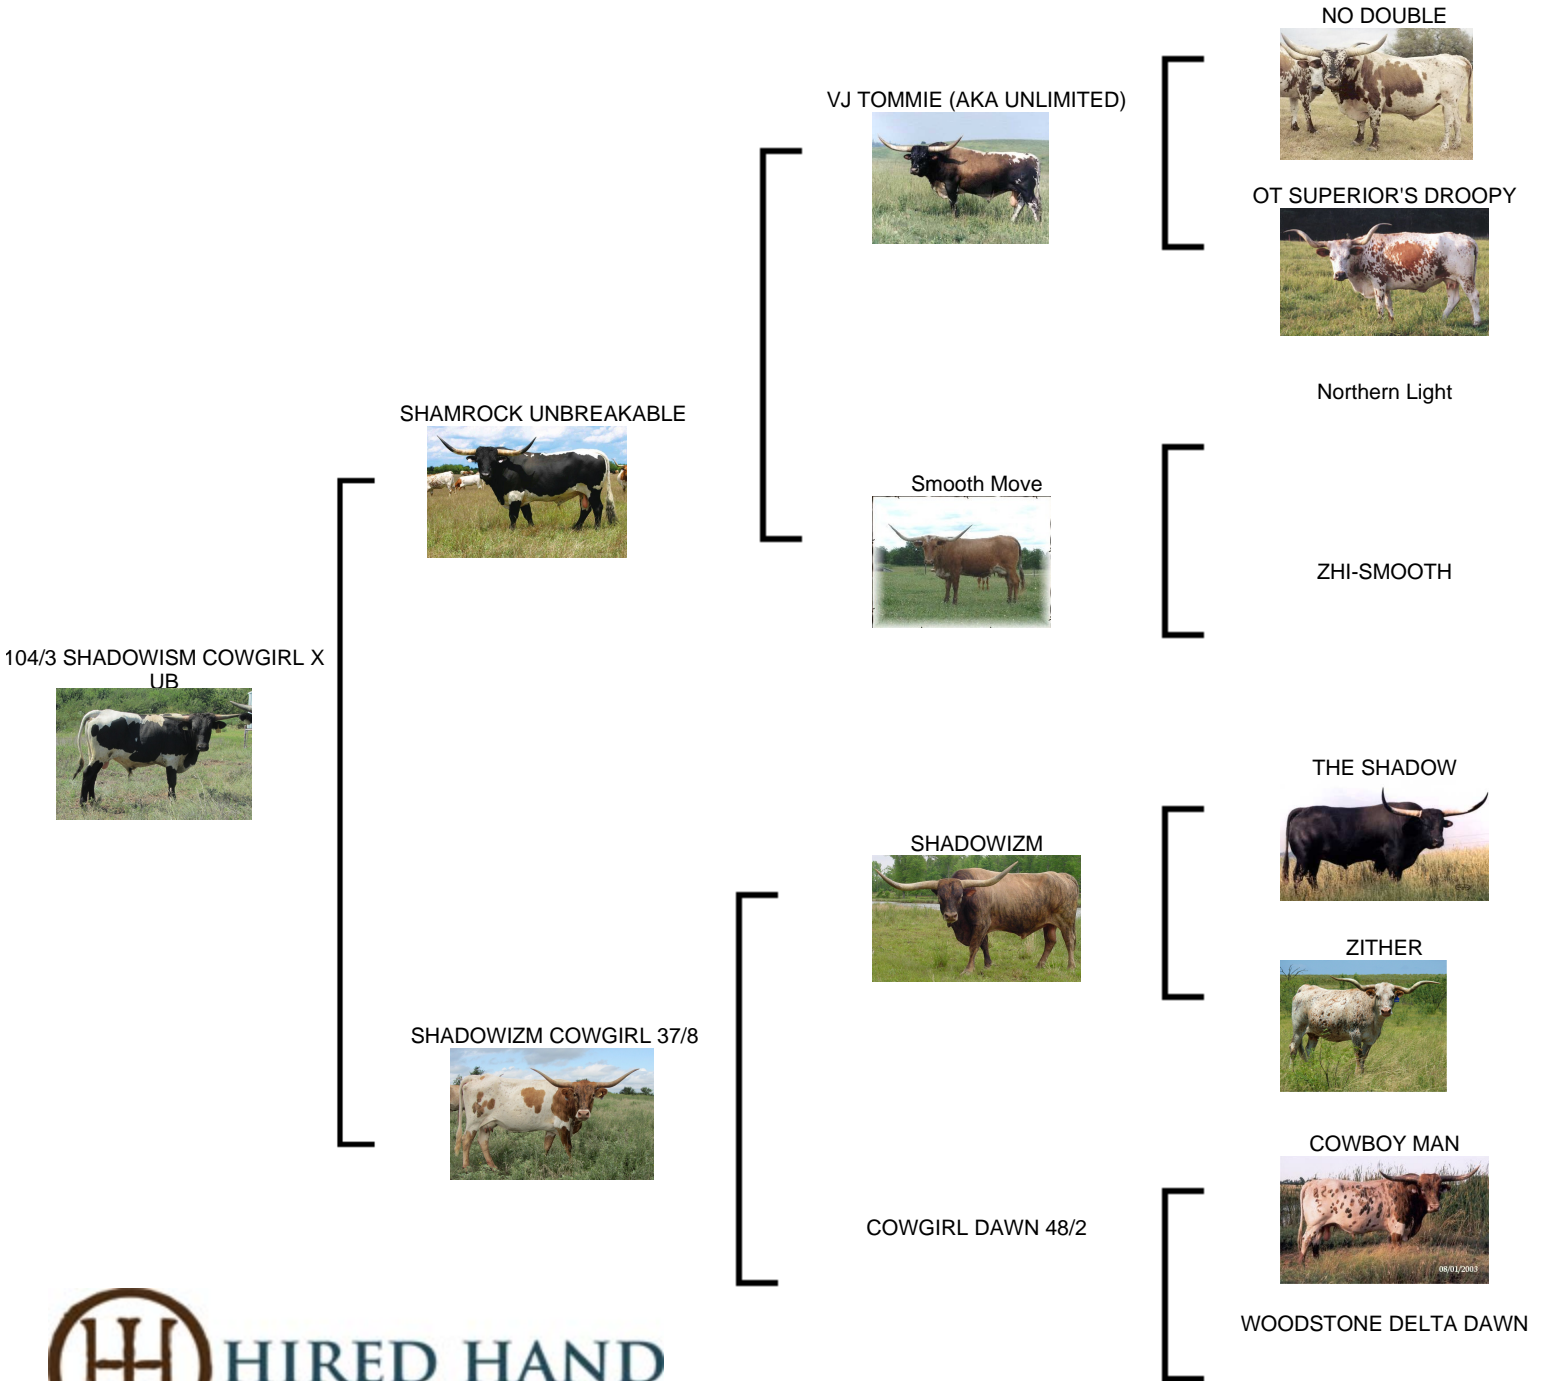 NO DOUBLE
VJ TOMMIE (AKA UNLIMITED)
OT SUPERIOR'S DROOPY
Northern Light
SHAMROCK UNBREAKABLE
Smooth Move
ZHI-SMOOTH
104/3 SHADOWISM COWGIRL X
UB
THE SHADOW
SHADOWIZM
ZITHER
SHADOWIZM COWGIRL 37/8
COWBOY MAN
COWGIRL DAWN 48/2
08/01/2003
WOODSTONE DELTA DAWN
HIRED HAND